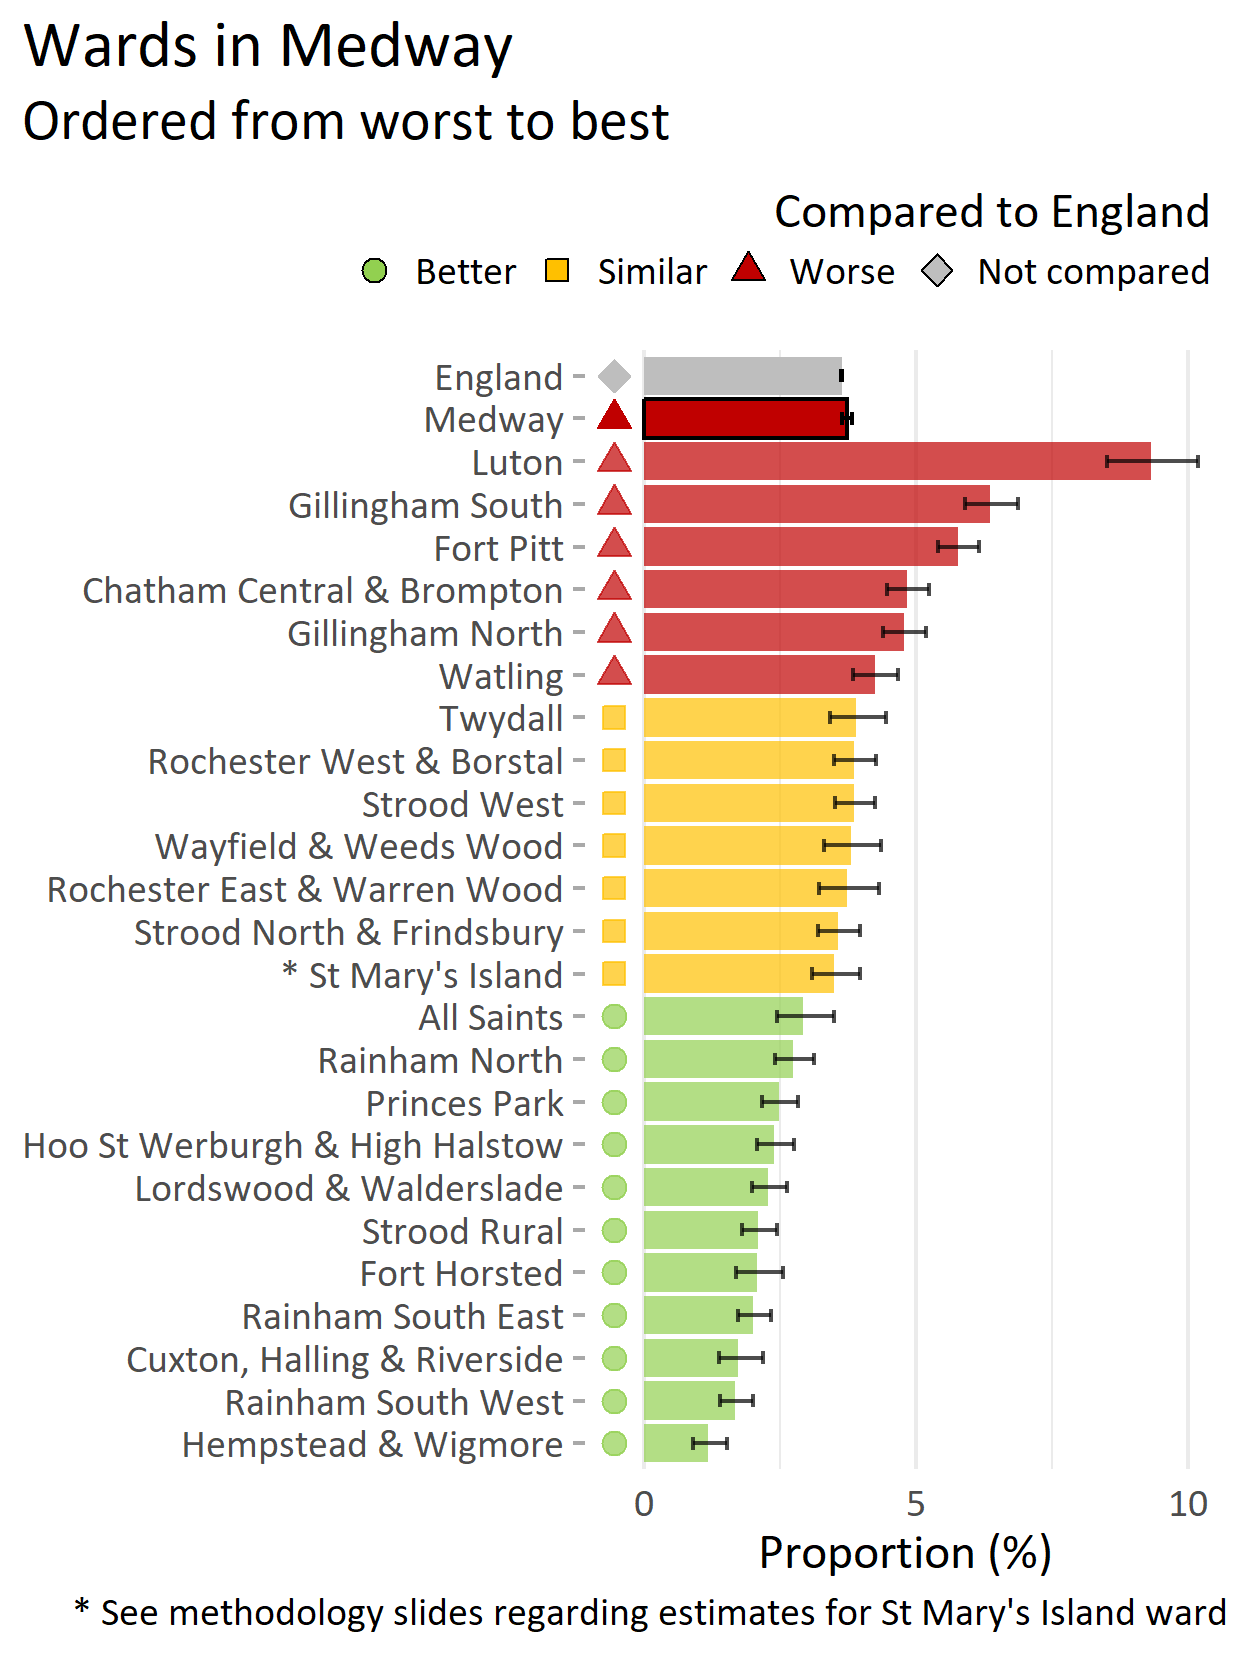 Wards in Medway
Ordered from worst to best
Compared to England
Better Similar Worse Not compared
England
Medway
Luton
Gillingham South
Fort Pitt
Chatham Central & Brompton
Gillingham North
Watling
Twydall
Rochester West & Borstal
Strood West
Wayfield & Weeds Wood
Rochester East & Warren Wood
Strood North & Frindsbury
* St Mary's Island
All Saints
Rainham North
Princes Park
Hoo St Werburgh & High Halstow
Lordswood & Walderslade
Strood Rural
Fort Horsted
Rainham South East
Cuxton, Halling & Riverside
Rainham South West
Hempstead & Wigmore
0 5 10
Proportion (%)
* See methodology slides regarding estimates for St Mary's Island ward